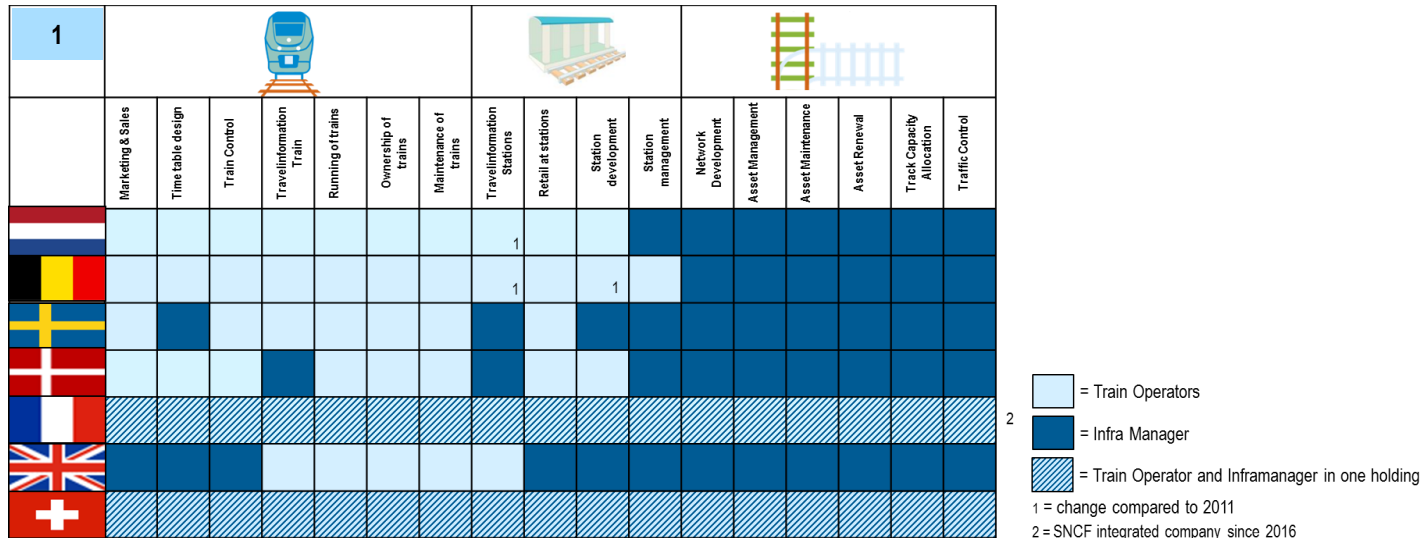 1
Marketing & Sales
Time table design
Train Control
Travelinformation
Train
Running of trains
Ownership of
trains
Maintenance of
trains
Travelinformation
Stations
Retail at stations
Station
development
Station
management
Network
Development
Asset Management
Asset Maintenance
Asset Renewal
Track Capacity
Allocation
Traffic Control
1
1
1
2
= Train Operators
= Infra Manager
= Train Operator and Inframanager in one holding
1 = change compared to 2011
2 = SNCF integrated company since 2016